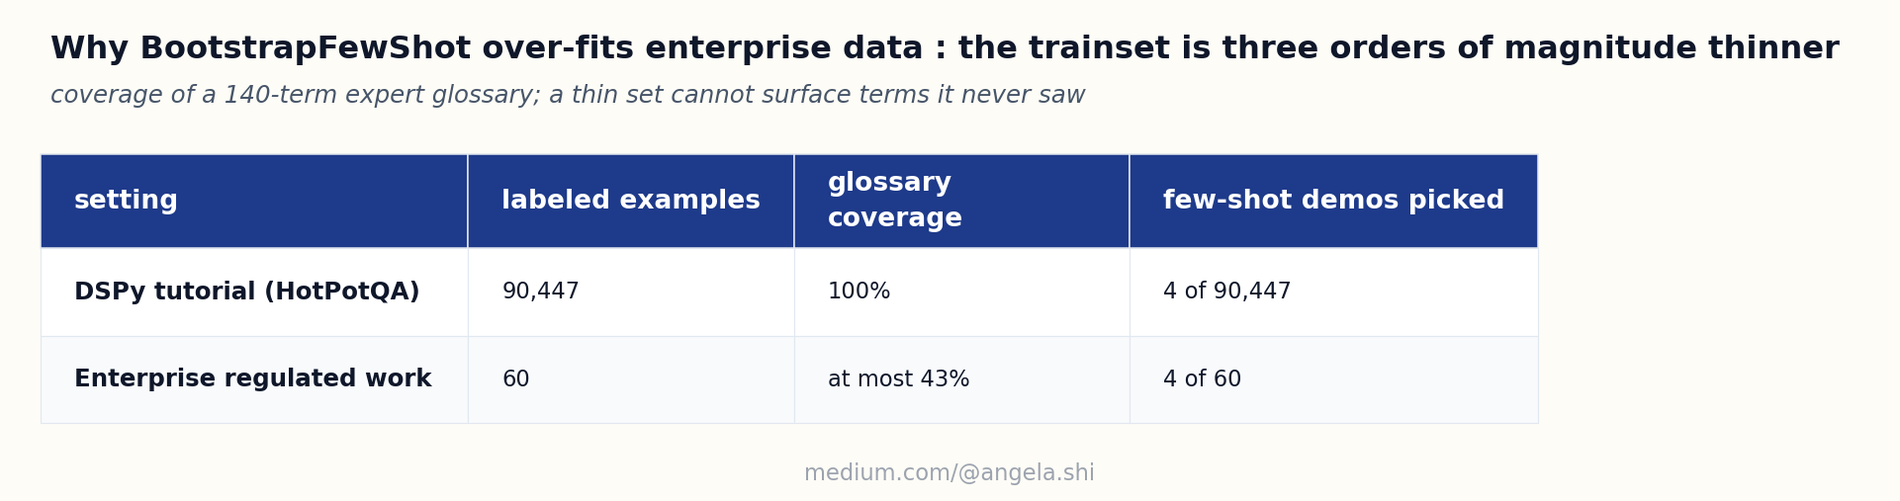 Why BootstrapFewShot over-fits enterprise data : the trainset is three orders of magnitude thinner
coverage of a 140-term expert glossary; a thin set cannot surface terms it never saw
setting
labeled examples
glossary
coverage
few-shot demos picked
DSPy tutorial (HotPotQA)
90,447
100%
4 of 90,447
Enterprise regulated work
60
at most 43%
4 of 60
medium.com/@angela.shi